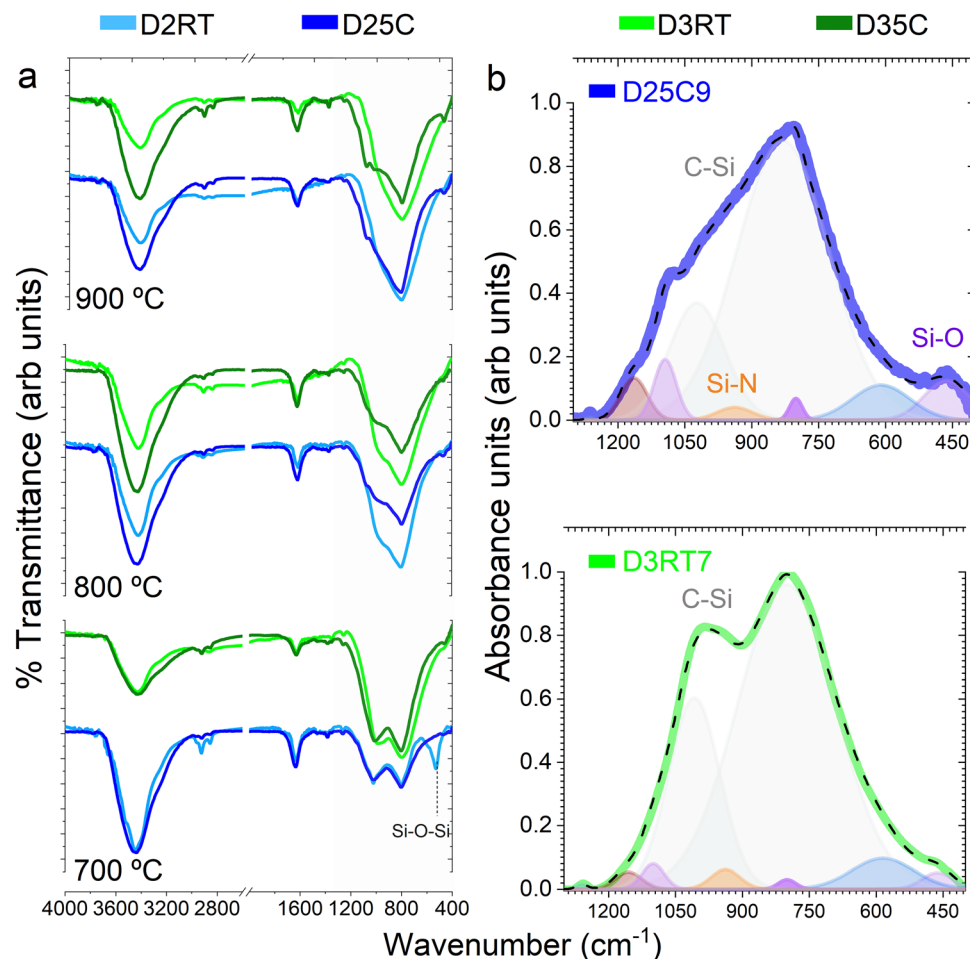 D2RT D25C D3RT D35C
a
% Transmittance (arb units)
900 ºC
800 ºC
700 ºC
Si-O-Si
4000 3600 3200 2800 1600 1200 800 400
b
Absorbance units (arb units)
D25C9
1.0
0.8
0.6
0.4
0.2
0.0
C-Si
Si-N
Si-O
1200 1050 900 750 600 450
D3RT7
1.0
0.8
0.6
0.4
0.2
0.0
C-Si
1200 1050 900 750 600 450
Wavenumber (cm⁻¹)